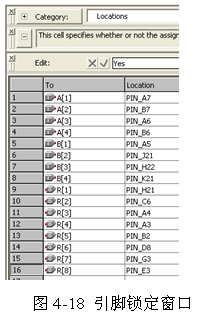 Category: Locations
This cell specifies whether or not the assign
Edit: Yes
To Location
1 A[1] PIN_A7
2 A[2] PIN_B7
3 A[3] PIN_A6
4 A[4] PIN_B6
5 B[1] PIN_A5
6 B[2] PIN_J21
7 B[3] PIN_H22
8 B[4] PIN_K21
9 R[1] PIN_H21
10 R[2] PIN_C6
11 R[3] PIN_A4
12 R[4] PIN_A3
13 R[5] PIN_B2
14 R[6] PIN_D8
15 R[7] PIN_G3
16 R[8] PIN_E3
图 4-18 引脚锁定窗口